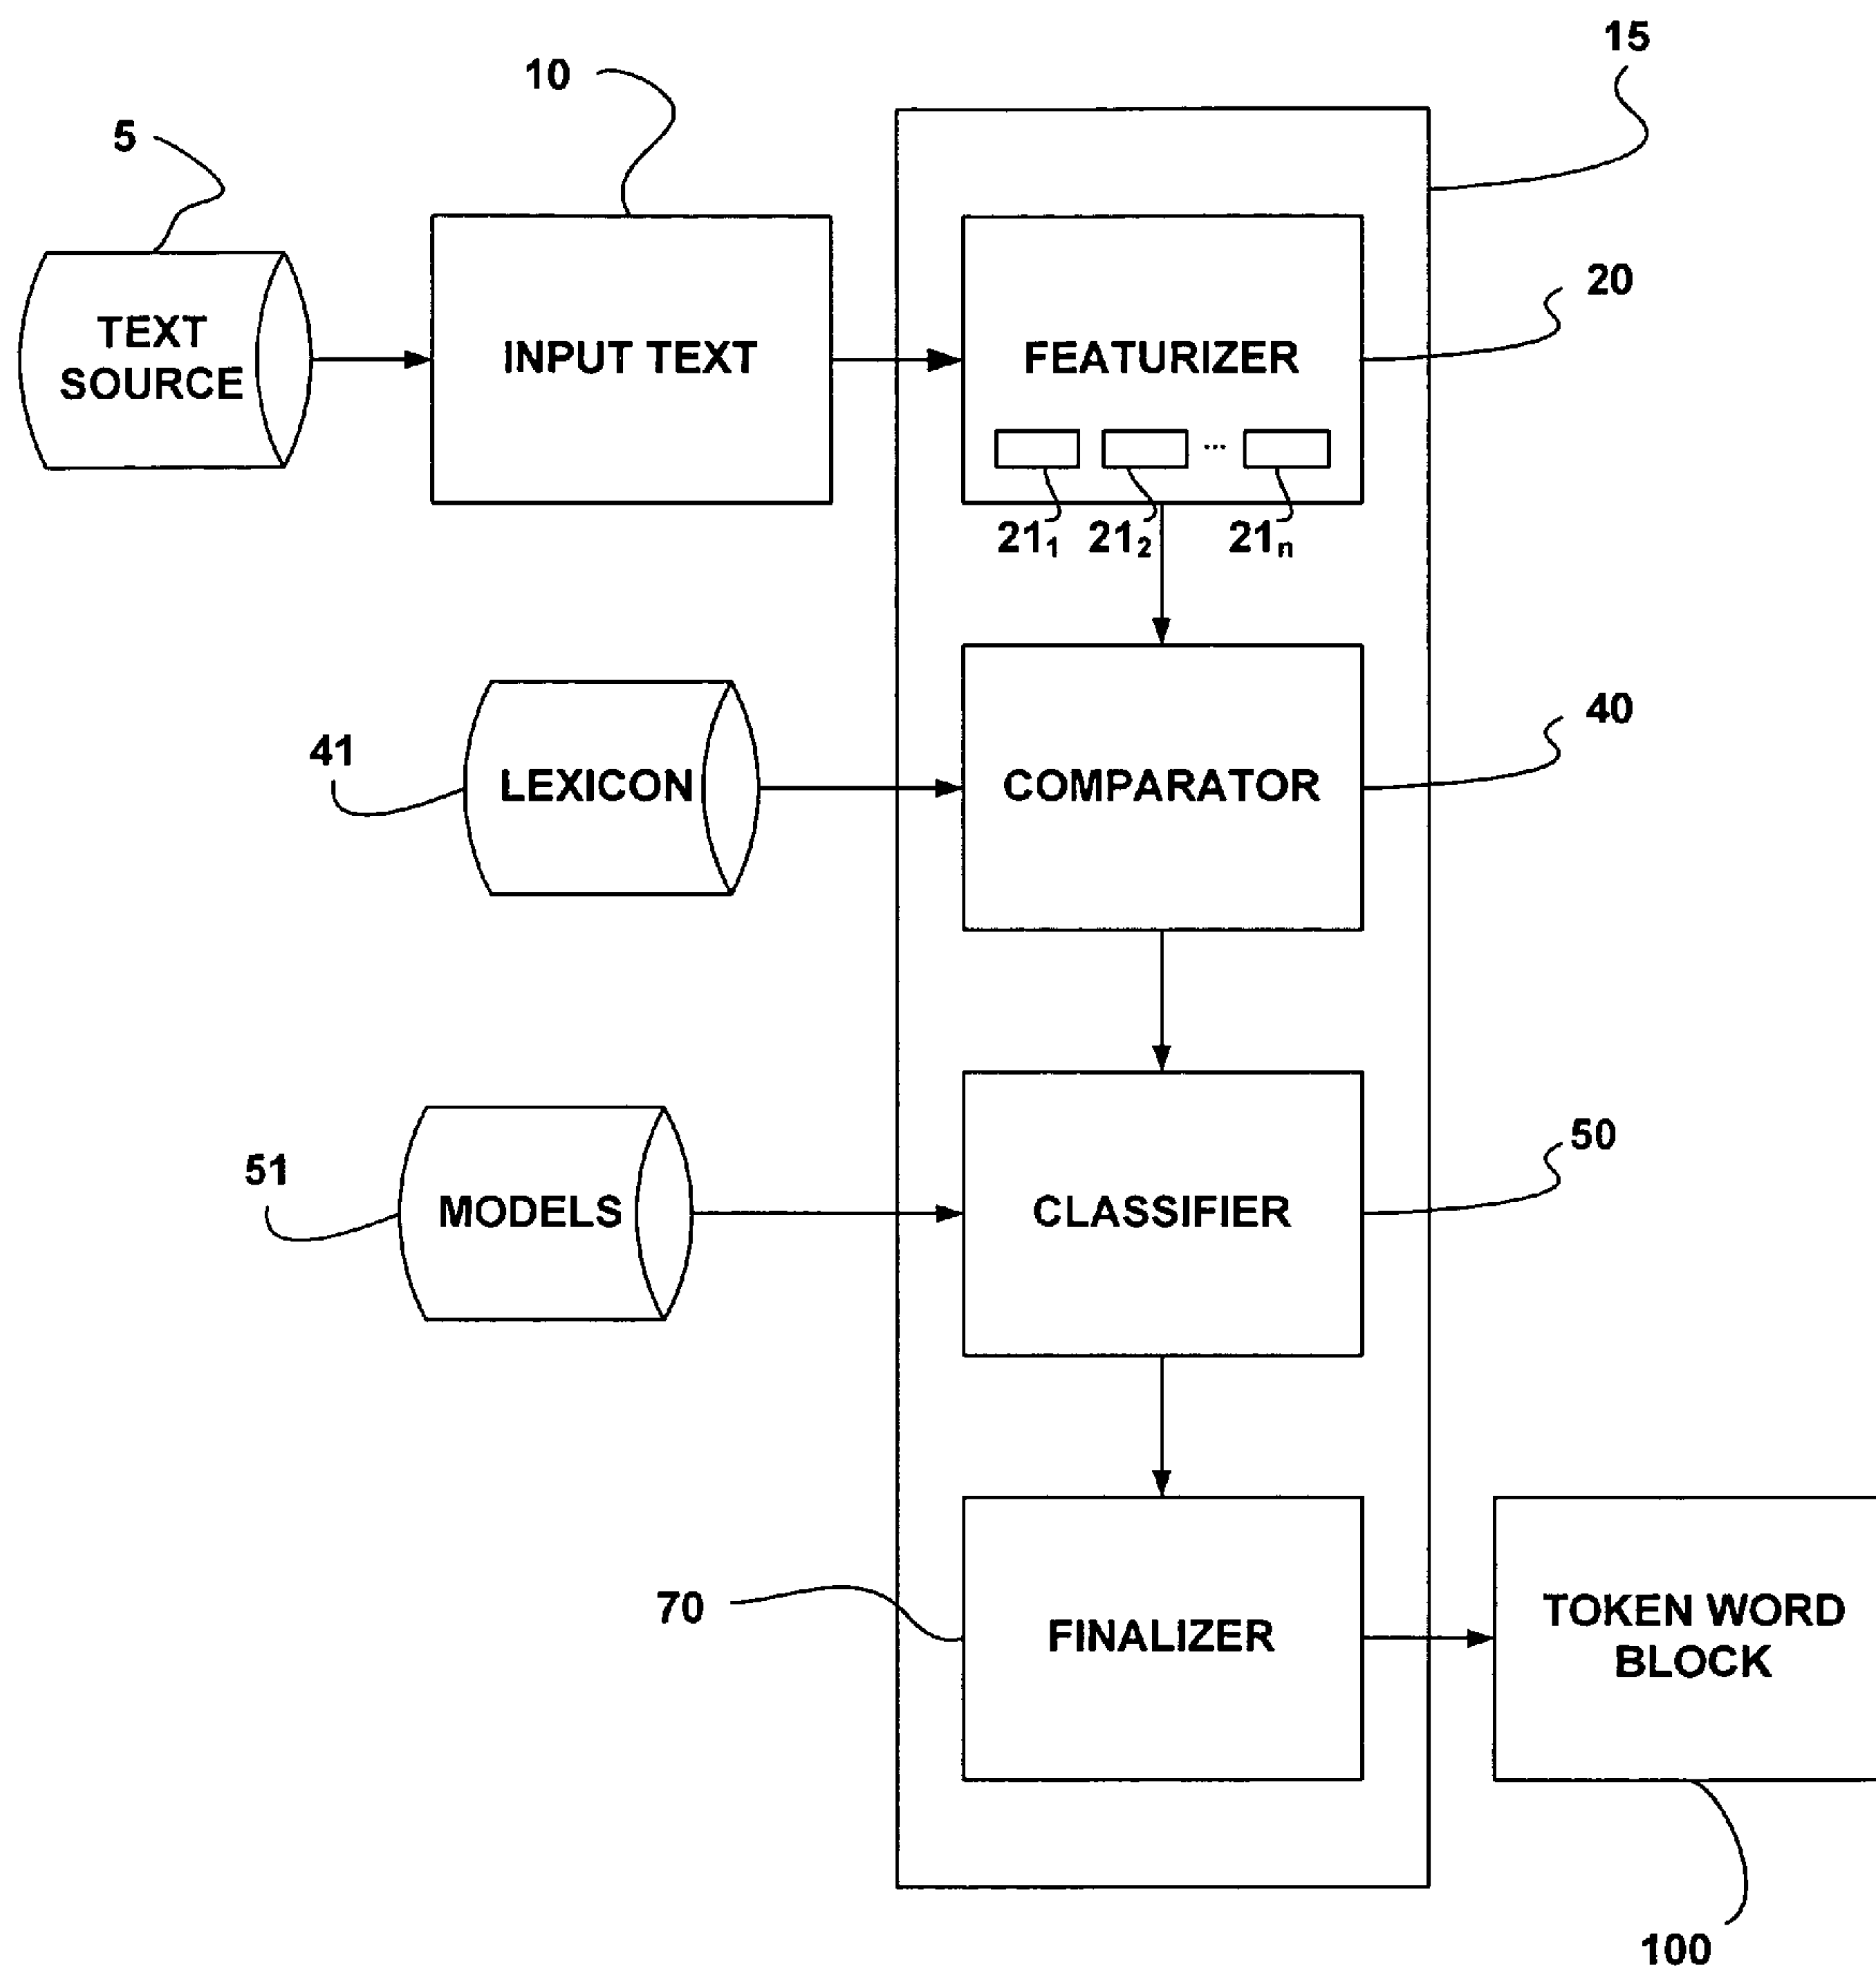 15
10
5
20
TEXT
SOURCE
INPUT TEXT
FEATURIZER
...
21₁ 21₂ 21ₙ
40
41
LEXICON
COMPARATOR
50
51
MODELS
CLASSIFIER
70
FINALIZER
TOKEN WORD
BLOCK
100